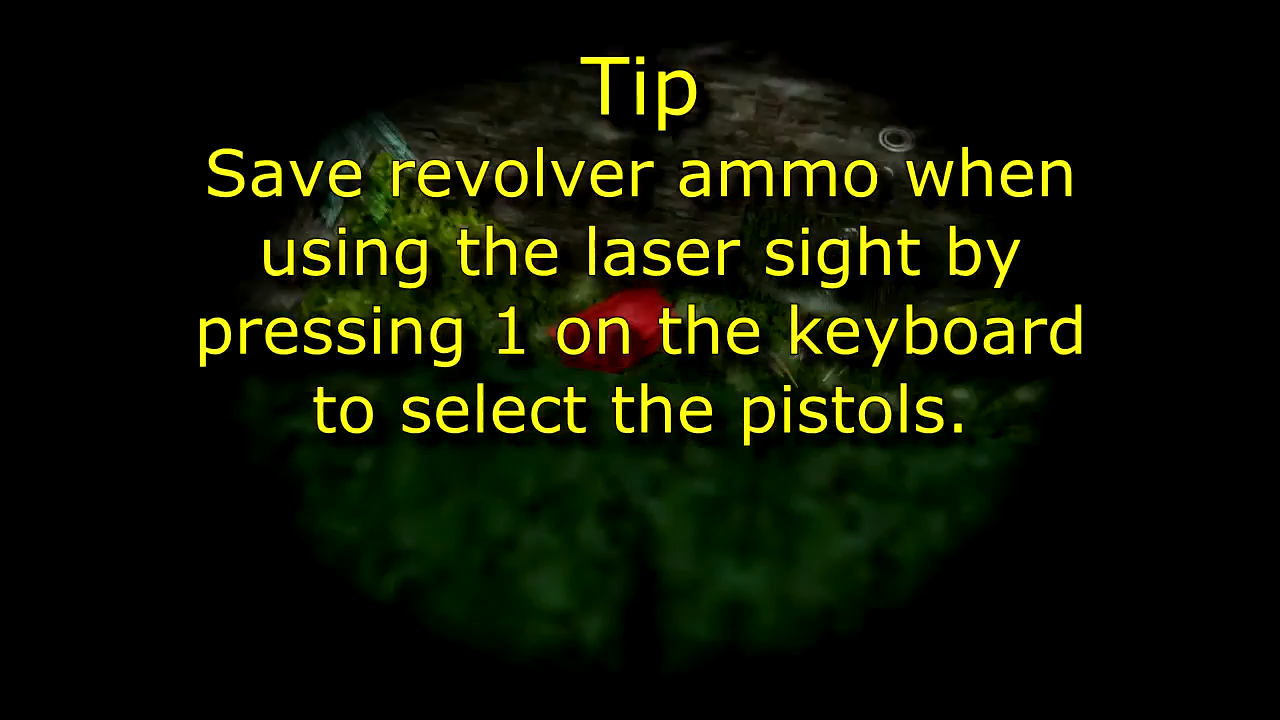 Tip
Save revolver ammo when
using the laser sight by
pressing 1 on the keyboard
to select the pistols.